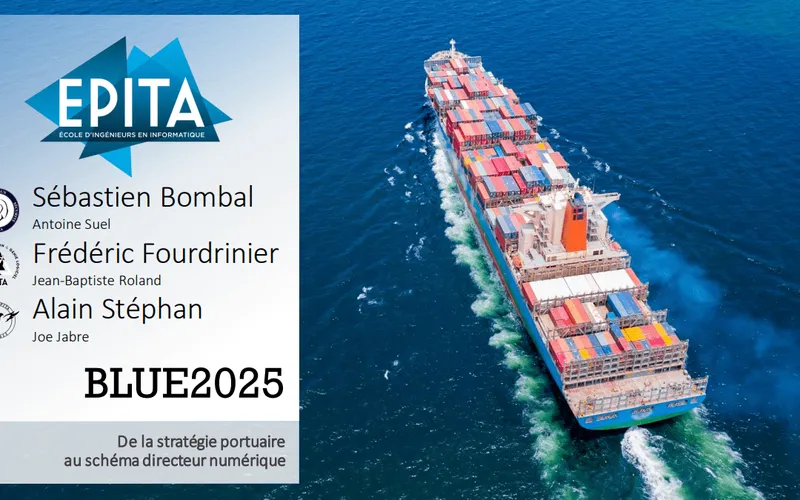 EPITA
ÉCOLE D'INGÉNIEURS EN INFORMATIQUE
Sébastien Bombal
Antoine Suel
Frédéric Fourdrinier
Jean-Baptiste Roland
Alain Stéphan
Joe Jabre
BLUE2025
De la stratégie portuaire
au schéma directeur numérique